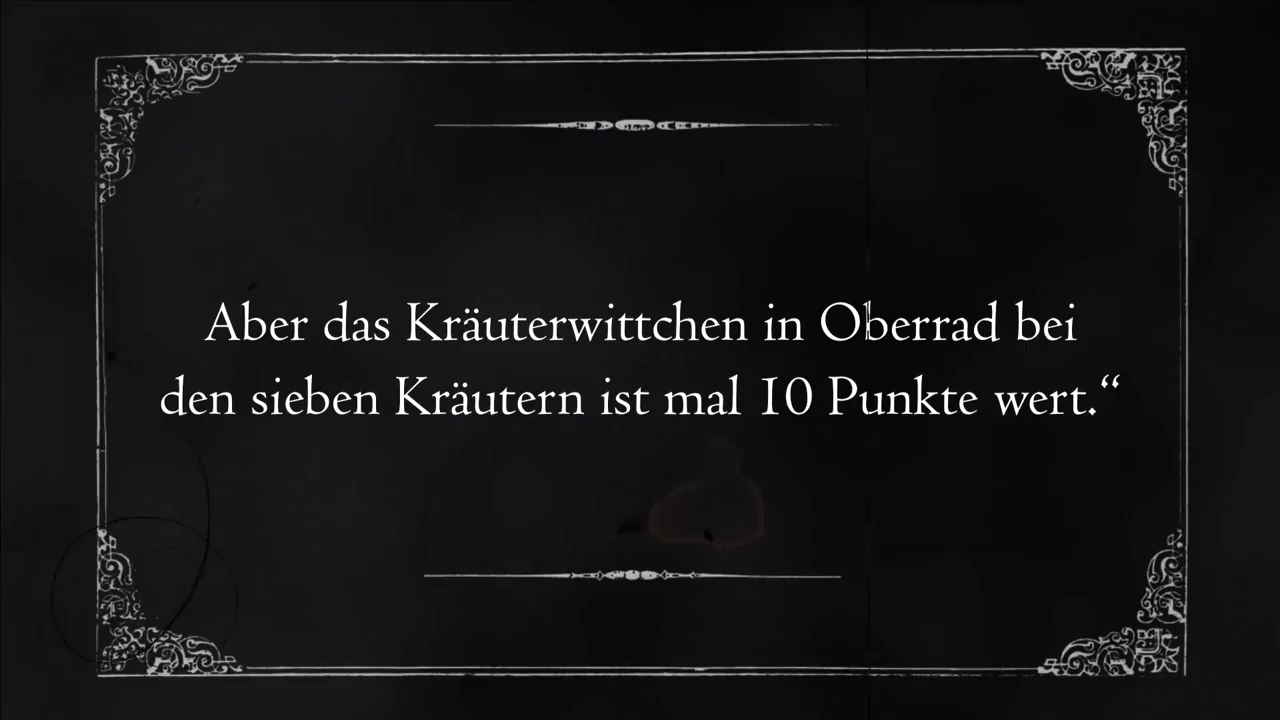 Aber das Kräuterwittchen in Oberrad bei
den sieben Kräutern ist mal 10 Punkte wert.“